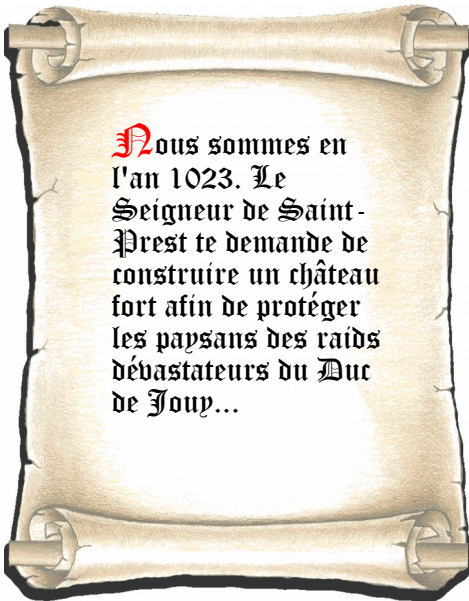 Nous sommes en
l'an 1023. Le
Seigneur de Saint-
Prest te demande de
construire un château
fort afin de protéger
les paysans des raids
dévastateurs du Duc
de Jouy...